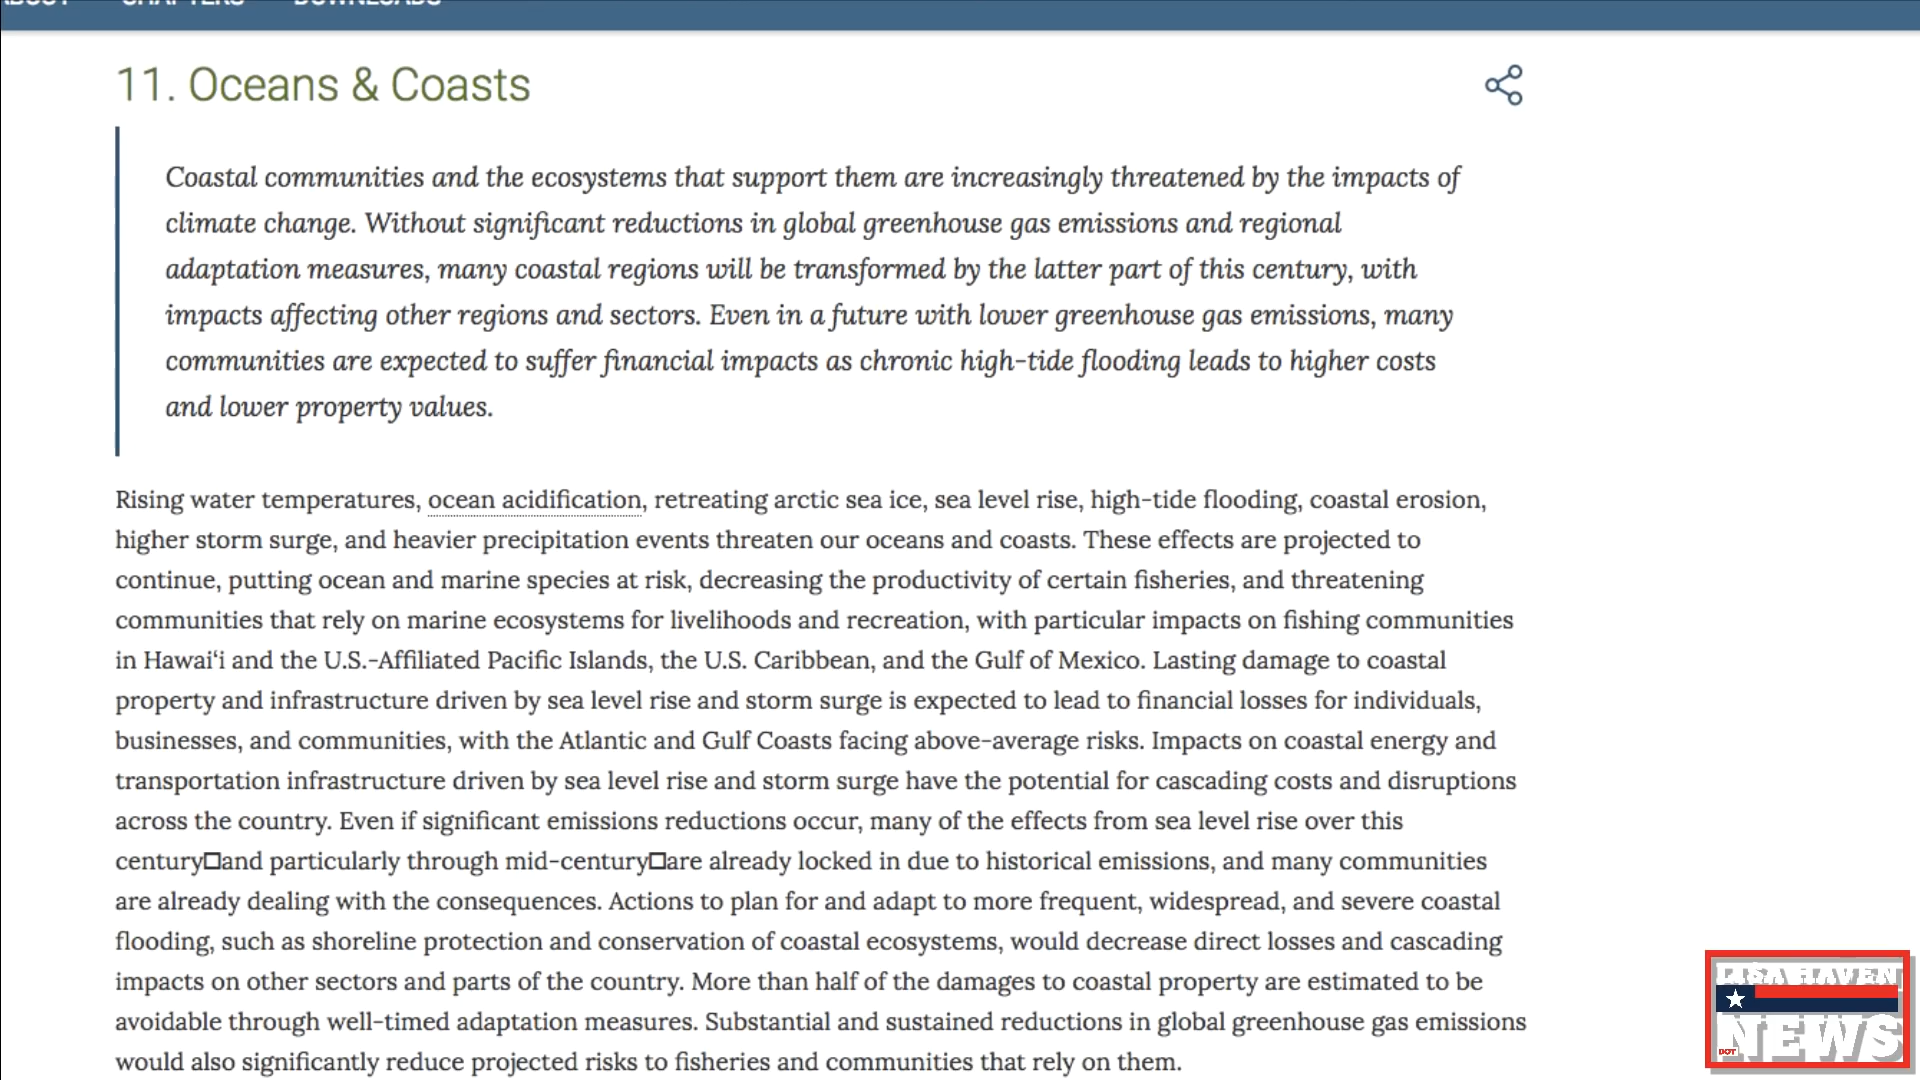 ABOUT CHAPTERS DOWNLOADS
11. Oceans & Coasts
Coastal communities and the ecosystems that support them are increasingly threatened by the impacts of
climate change. Without significant reductions in global greenhouse gas emissions and regional
adaptation measures, many coastal regions will be transformed by the latter part of this century, with
impacts affecting other regions and sectors. Even in a future with lower greenhouse gas emissions, many
communities are expected to suffer financial impacts as chronic high-tide flooding leads to higher costs
and lower property values.
Rising water temperatures, ocean acidification, retreating arctic sea ice, sea level rise, high-tide flooding, coastal erosion,
higher storm surge, and heavier precipitation events threaten our oceans and coasts. These effects are projected to
continue, putting ocean and marine species at risk, decreasing the productivity of certain fisheries, and threatening
communities that rely on marine ecosystems for livelihoods and recreation, with particular impacts on fishing communities
in Hawaiʻi and the U.S.-Affiliated Pacific Islands, the U.S. Caribbean, and the Gulf of Mexico. Lasting damage to coastal
property and infrastructure driven by sea level rise and storm surge is expected to lead to financial losses for individuals,
businesses, and communities, with the Atlantic and Gulf Coasts facing above-average risks. Impacts on coastal energy and
transportation infrastructure driven by sea level rise and storm surge have the potential for cascading costs and disruptions
across the country. Even if significant emissions reductions occur, many of the effects from sea level rise over this
century□and particularly through mid-century□are already locked in due to historical emissions, and many communities
are already dealing with the consequences. Actions to plan for and adapt to more frequent, widespread, and severe coastal
flooding, such as shoreline protection and conservation of coastal ecosystems, would decrease direct losses and cascading
impacts on other sectors and parts of the country. More than half of the damages to coastal property are estimated to be
avoidable through well-timed adaptation measures. Substantial and sustained reductions in global greenhouse gas emissions
would also significantly reduce projected risks to fisheries and communities that rely on them.
LISA HAVEN
DOT NEWS